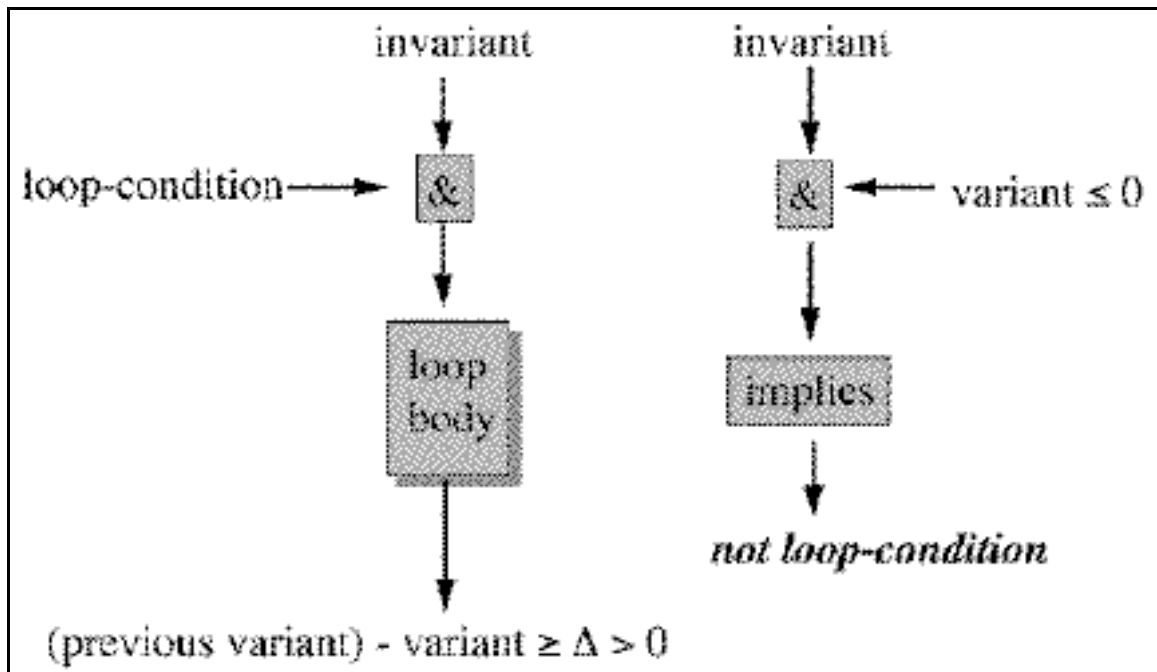 invariant
loop-condition
&
loop
body
(previous variant) - variant ≥ Δ > 0
invariant
&
variant ≤ 0
implies
not loop-condition